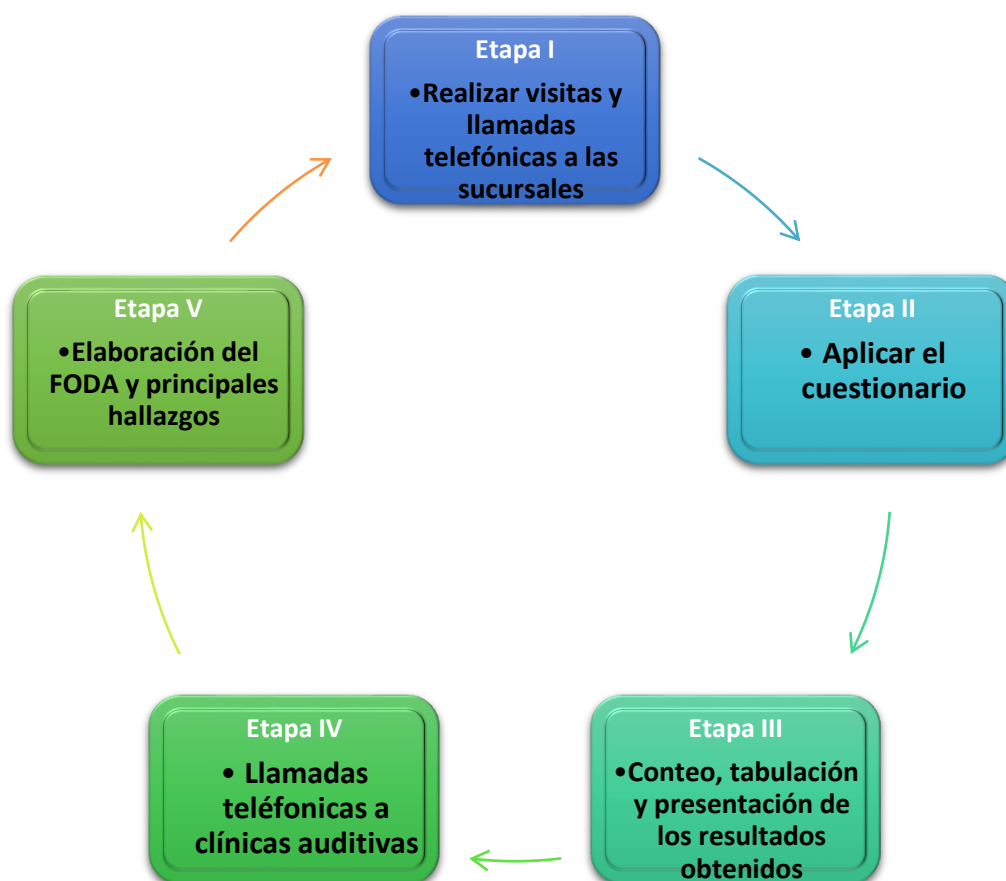 Etapa I
•Realizar visitas y
llamadas
telefónicas a las
sucursales
Etapa II
• Aplicar el
cuestionario
Etapa III
•Conteo, tabulación
y presentación de
los resultados
obtenidos
Etapa IV
• Llamadas
teléfonicas a
clínicas auditivas
Etapa V
•Elaboración del
FODA y principales
hallazgos